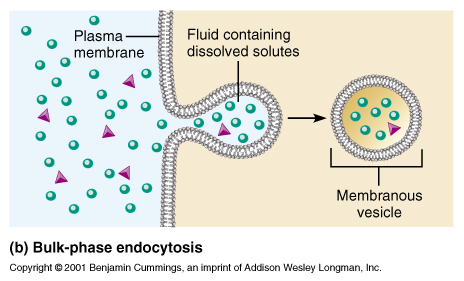 Plasma
membrane
Fluid containing
dissolved solutes
Membranous
vesicle
(b) Bulk-phase endocytosis
Copyright © 2001 Benjamin Cummings, an imprint of Addison Wesley Longman, Inc.